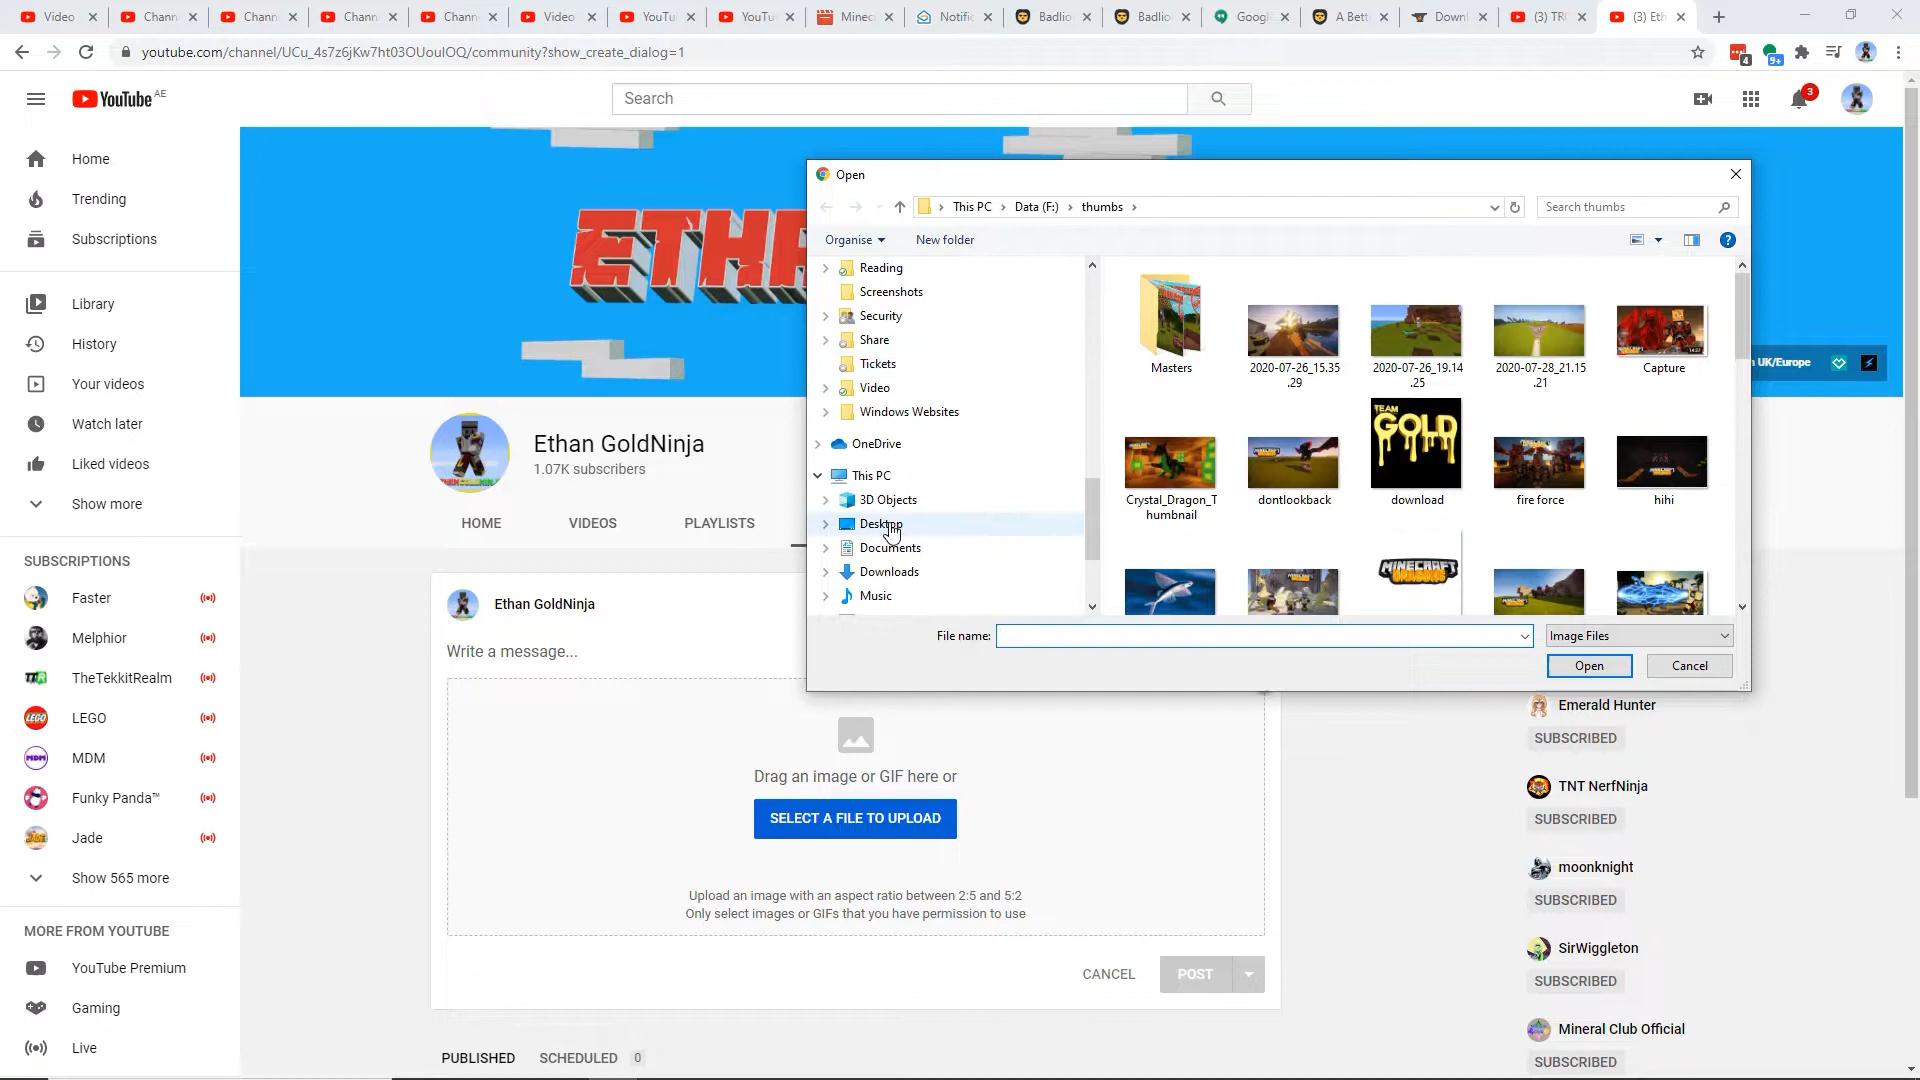 Video
Chann
Chann
Chann
Chann
Video
YouTu
YouTu
Minec
Notific
Badlio
Badlio
Googl
A Bett
Downl
(3) TR
(3) Eth
youtube.com/channel/UCu_4s7z6jKw7ht03OUoulOQ/community?show_create_dialog=1
4
9+
YouTube AE
Search
3
Home
Trending
Subscriptions
Library
History
Your videos
Watch later
Liked videos
Show more
SUBSCRIPTIONS
Faster
Melphior
TheTekkitRealm
LEGO
MDM
Funky Panda™
Jade
Show 565 more
MORE FROM YOUTUBE
YouTube Premium
Gaming
Live
UK/Europe
Ethan GoldNinja
1.07K subscribers
HOME
VIDEOS
PLAYLISTS
Ethan GoldNinja
Write a message...
Drag an image or GIF here or
SELECT A FILE TO UPLOAD
Upload an image with an aspect ratio between 2:5 and 5:2
Only select images or GIFs that you have permission to use
CANCEL
POST
PUBLISHED
SCHEDULED 0
Open
This PC
Data (F:)
thumbs
Search thumbs
Organise
New folder
Reading
Screenshots
Security
Share
Tickets
Video
Windows Websites
OneDrive
This PC
3D Objects
Desktop
Documents
Downloads
Music
Masters
2020-07-26_15.35
.29
2020-07-26_19.14
.25
2020-07-28_21.15
.21
Capture
Crystal_Dragon_T
humbnail
dontlookback
TEAM
GOLD
download
fire force
hihi
MINECRAFT
DRAGONS
File name:
Image Files
Open
Cancel
Emerald Hunter
SUBSCRIBED
TNT NerfNinja
SUBSCRIBED
moonknight
SUBSCRIBED
SirWiggleton
SUBSCRIBED
Mineral Club Official
SUBSCRIBED